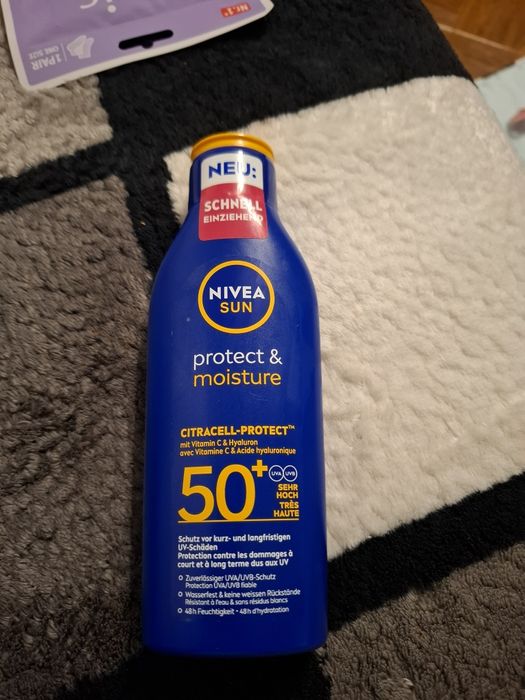 Nr.1*
1 PAIR
ONE SIZE
NEU:
SCHNELL
EINZIEHEND
NIVEA
SUN
protect &
moisture
CITRACELL-PROTECT™
mit Vitamin C & Hyaluron
avec Vitamine C & Acide hyaluronique
50+
UVA UVB
SEHR
HOCH
TRÈS
HAUTE
Schutz vor kurz- und langfristigen
UV-Schäden
Protection contre les dommages à
court et à long terme dus aux UV
Zuverlässiger UVA/UVB-Schutz
Protection UVA/UVB fiable
Wasserfest & keine weissen Rückstände
Résistant à l'eau & sans résidus blancs
48h Feuchtigkeit • 48h d'hydratation